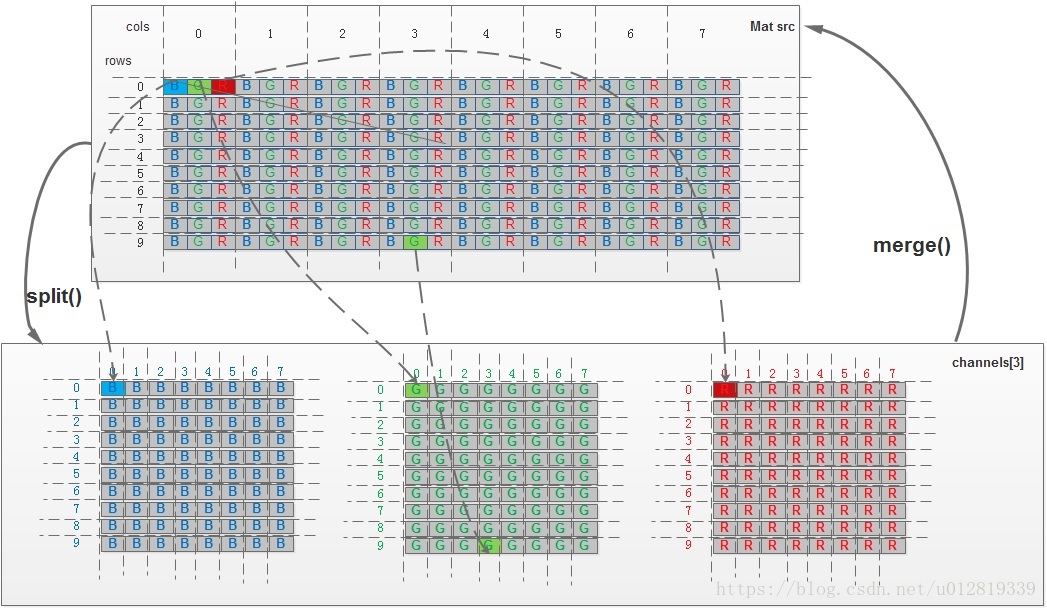 cols 0 1 2 3 4 5 6 7 Mat src
rows
0 B G R B G R B G R B G R B G R B G R B G R B G R
1 B G R B G R B G R B G R B G R B G R B G R B G R
2 B G R B G R B G R B G R B G R B G R B G R B G R
3 B G R B G R B G R B G R B G R B G R B G R B G R
4 B G R B G R B G R B G R B G R B G R B G R B G R
5 B G R B G R B G R B G R B G R B G R B G R B G R
6 B G R B G R B G R B G R B G R B G R B G R B G R
7 B G R B G R B G R B G R B G R B G R B G R B G R
8 B G R B G R B G R B G R B G R B G R B G R B G R
9 B G R B G R B G R B G R B G R B G R B G R B G R
merge()
split()
channels[3]
0 1 2 3 4 5 6 7 0 1 2 3 4 5 6 7 0 1 2 3 4 5 6 7
0 B B B B B B B B 0 G G G G G G G G 0 R R R R R R R R
1 B B B B B B B B 1 G G G G G G G G 1 R R R R R R R R
2 B B B B B B B B 2 G G G G G G G G 2 R R R R R R R R
3 B B B B B B B B 3 G G G G G G G G 3 R R R R R R R R
4 B B B B B B B B 4 G G G G G G G G 4 R R R R R R R R
5 B B B B B B B B 5 G G G G G G G G 5 R R R R R R R R
6 B B B B B B B B 6 G G G G G G G G 6 R R R R R R R R
7 B B B B B B B B 7 G G G G G G G G 7 R R R R R R R R
8 B B B B B B B B 8 G G G G G G G G 8 R R R R R R R R
9 B B B B B B B B 9 G G G G G G G G 9 R R R R R R R R
https://blog.csdn.net/u012819339